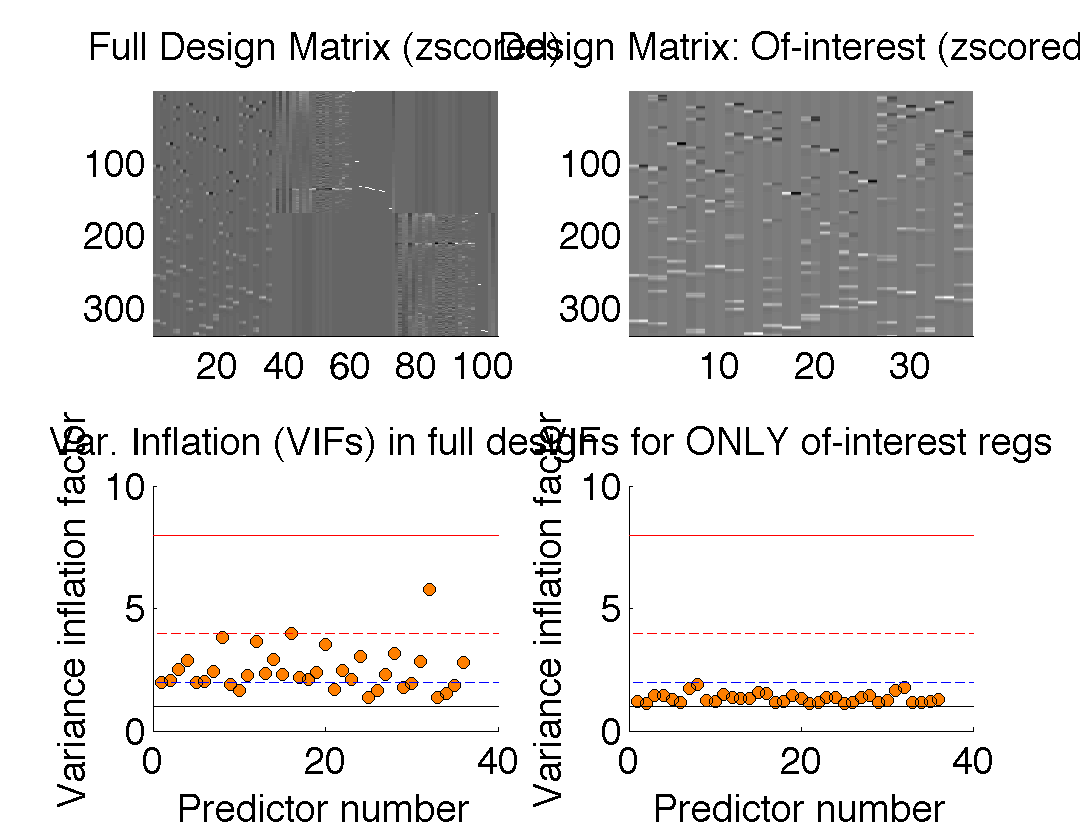 Full Design Matrix (zscored)
Design Matrix: Of-interest (zscored
100
200
300
20 40 60 80 100
100
200
300
10 20 30
Var. Inflation (VIFs) in full design
VIFs for ONLY of-interest regs
Variance inflation factor
10
5
0
0 20 40
Predictor number
Variance inflation factor
10
5
0
0 20 40
Predictor number